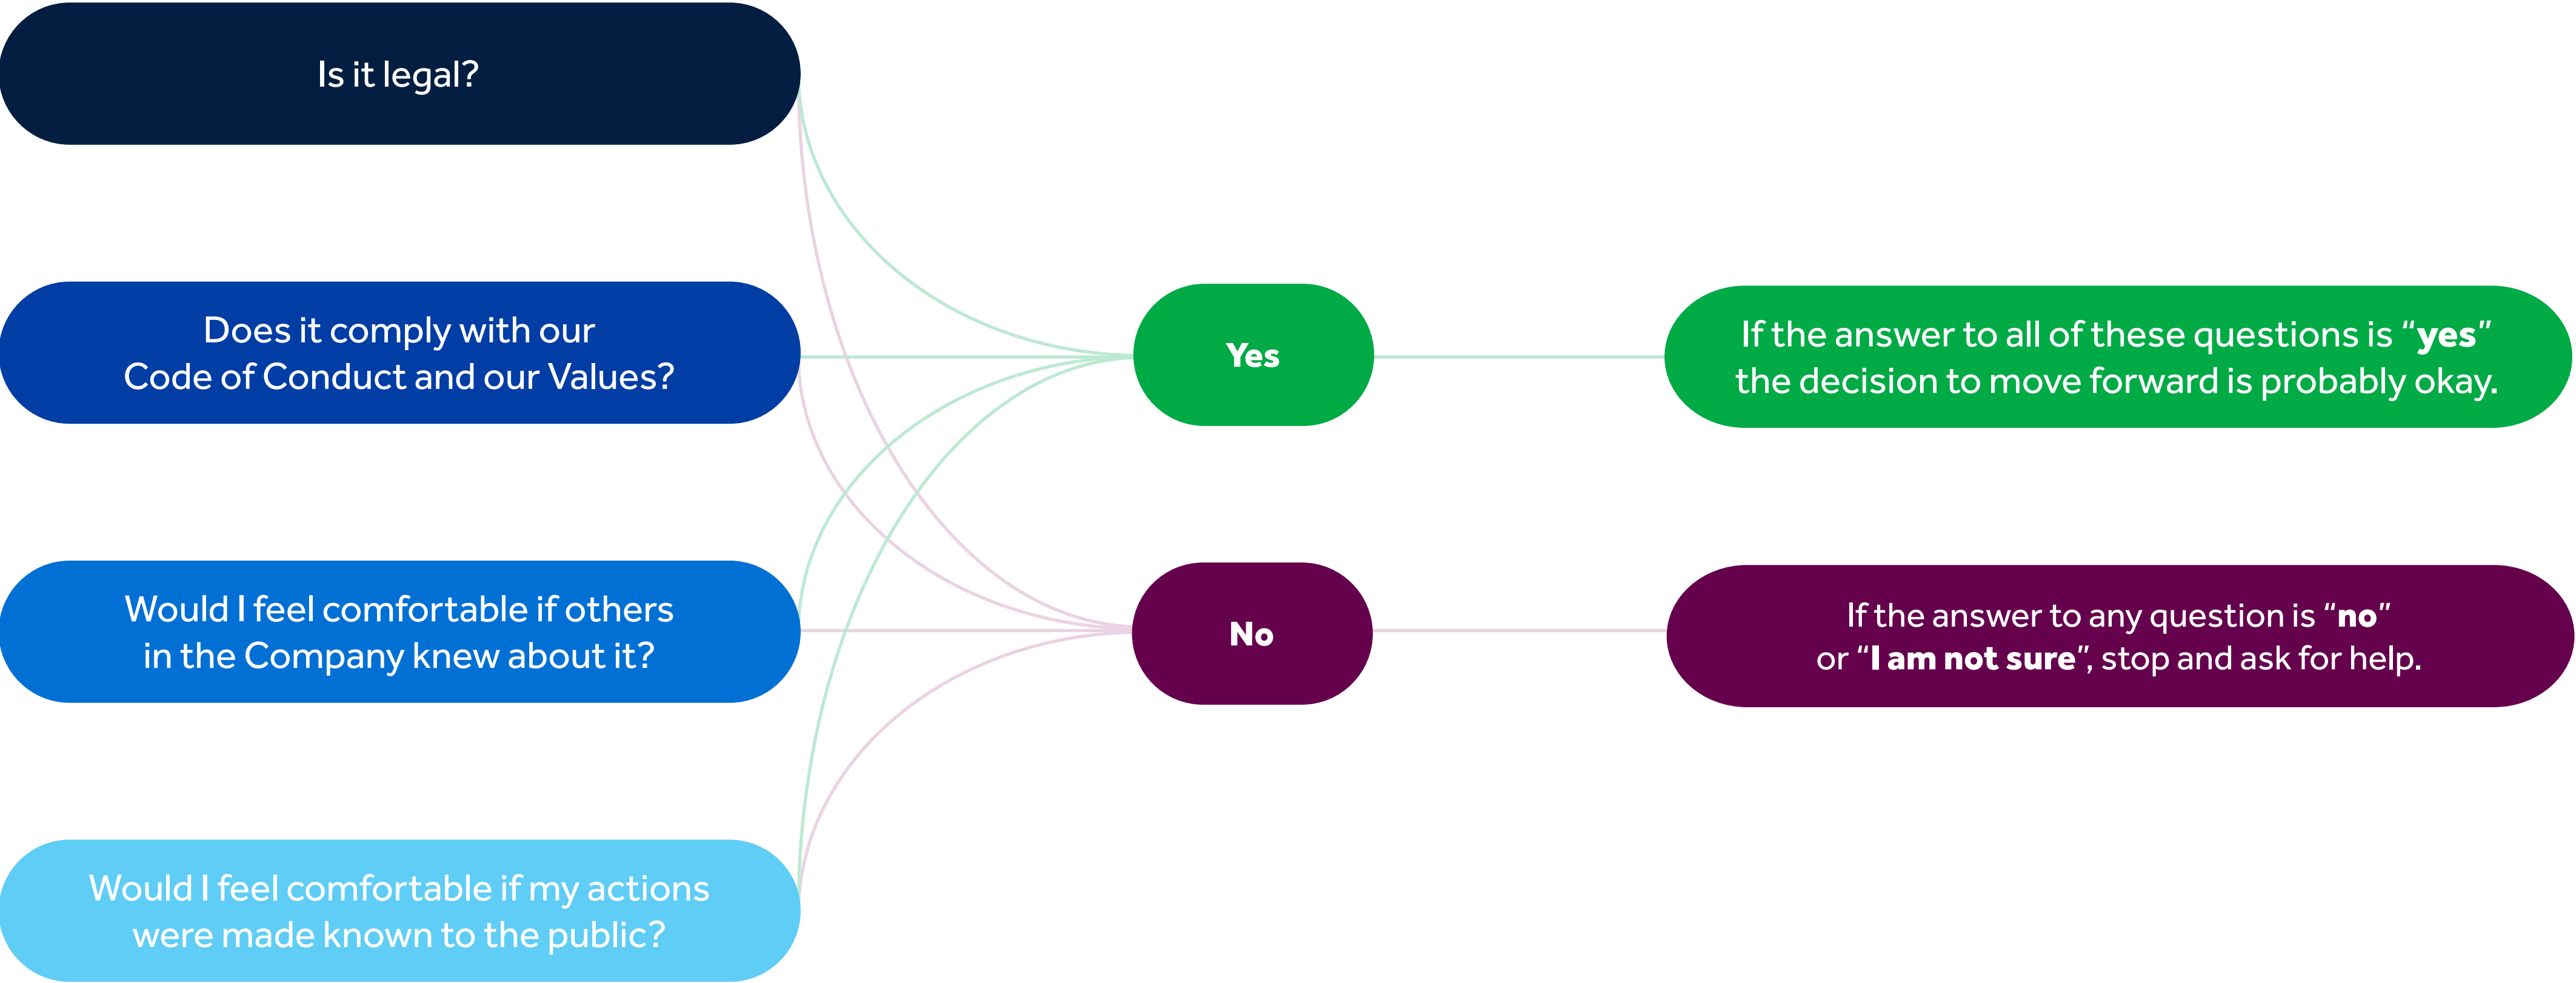 Is it legal?
Does it comply with our
Code of Conduct and our Values?
Would I feel comfortable if others
in the Company knew about it?
Would I feel comfortable if my actions
were made known to the public?
Yes
No
If the answer to all of these questions is “yes”
the decision to move forward is probably okay.
If the answer to any question is “no”
or “I am not sure”, stop and ask for help.